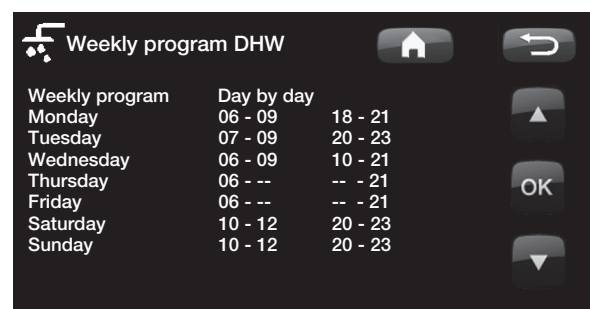 Weekly program DHW
Weekly program Day by day
Monday 06 - 09 18 - 21
Tuesday 07 - 09 20 - 23
Wednesday 06 - 09 10 - 21
Thursday 06 - -- -- - 21
Friday 06 - -- -- - 21
Saturday 10 - 12 20 - 23
Sunday 10 - 12 20 - 23
OK